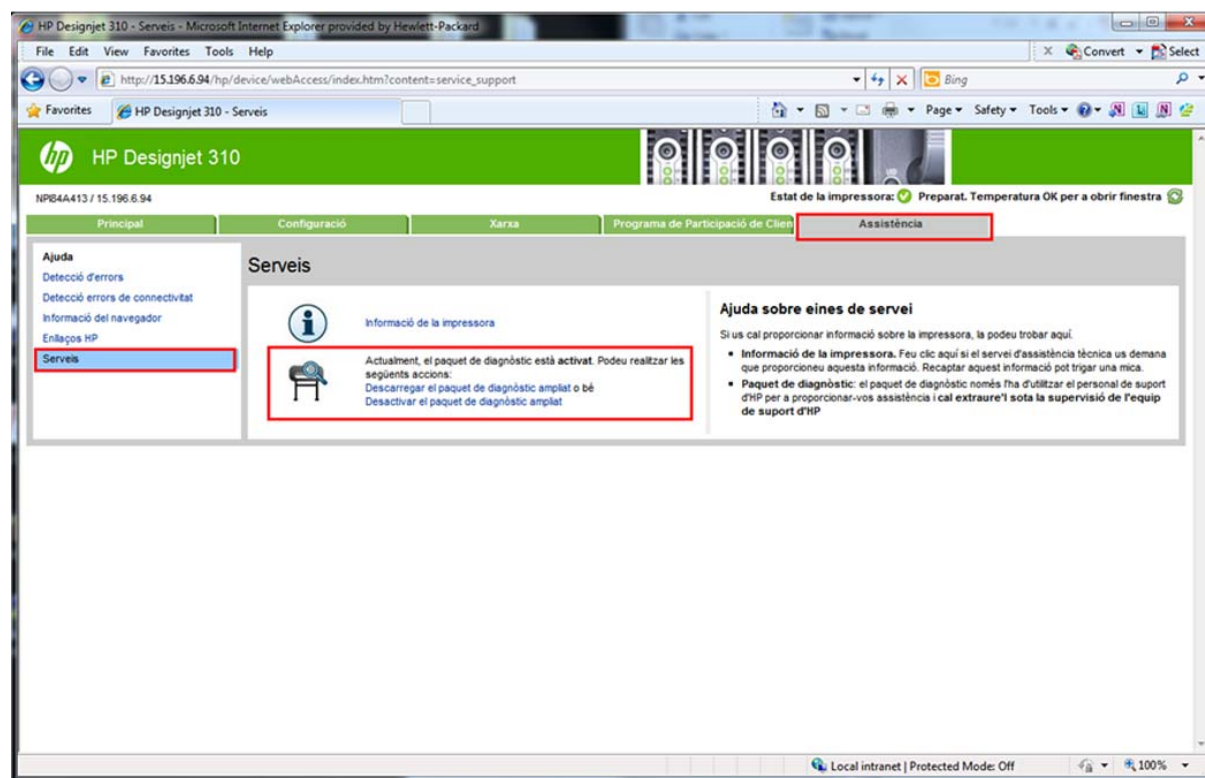 HP Designjet 310 - Serveis - Microsoft Internet Explorer provided by Hewlett-Packard
File Edit View Favorites Tools Help
Convert Select
http://15.196.6.94/hp/device/webAccess/index.htm?content=service_support
Bing
Favorites
HP Designjet 310 - Serveis
Page Safety Tools
hp
HP Designjet 310
NPI84A413 / 15.196.6.94
Estat de la impressora: Preparat. Temperatura OK per a obrir finestra
Principal
Configuració
Xarxa
Programa de Participació de Clien
Assistència
Ajuda
Detecció d'errors
Detecció errors de connectivitat
Informació del navegador
Enllaços HP
Serveis
Serveis
Informació de la impressora
Actualment, el paquet de diagnòstic està activat. Podeu realitzar les
següents accions:
Descarregar el paquet de diagnòstic ampliat o bé
Desactivar el paquet de diagnòstic ampliat
Ajuda sobre eines de servei
Si us cal proporcionar informació sobre la impressora, la podeu trobar aquí.
Informació de la impressora. Feu clic aquí si el servei d'assistència tècnica us demana
que proporcioneu aquesta informació. Recaptar aquest informació pot trigar una mica.
Paquet de diagnòstic: el paquet de diagnòstic només l'ha d'utilitzar el personal de suport
d'HP per a proporcionar-vos assistència i cal extraure'l sota la supervisió de l'equip
de suport d'HP
Local intranet | Protected Mode: Off
100%